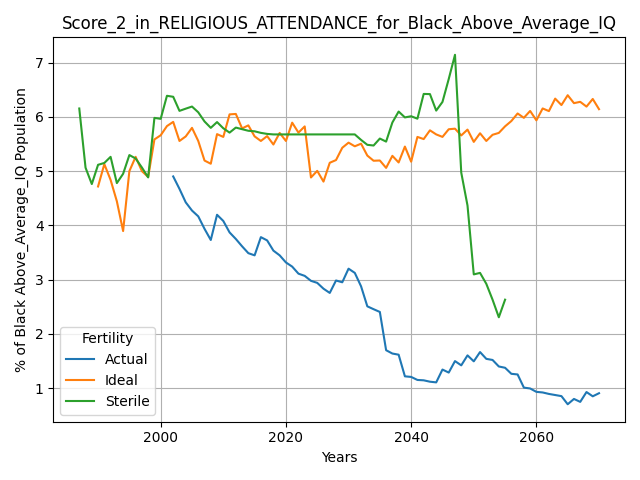 Score_2_in_RELIGIOUS_ATTENDANCE_for_Black_Above_Average_IQ
% of Black Above_Average_IQ Population
7
6
5
4
3
2
1
Fertility
Actual
Ideal
Sterile
2000
2020
2040
2060
Years